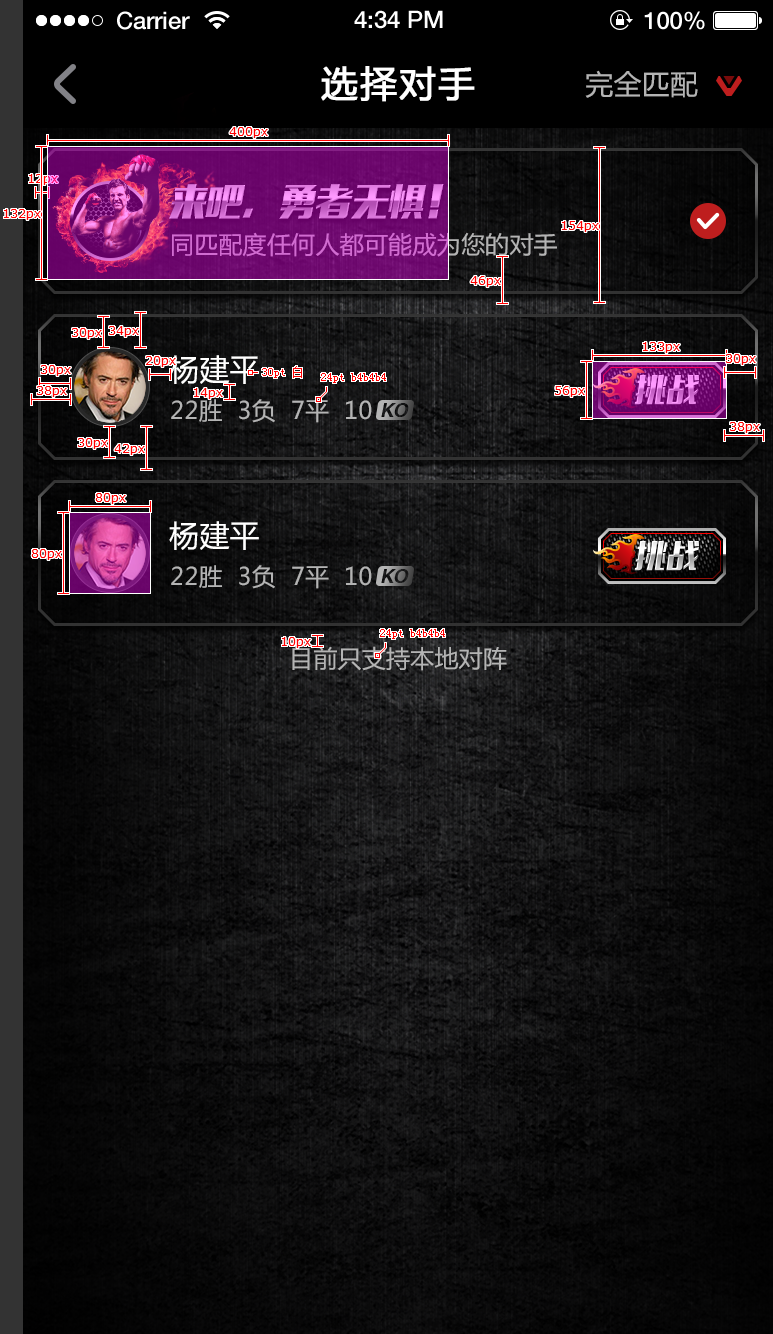 Carrier 4:34 PM 100%
选择对手 完全匹配
400px
12px
来吧，勇者无惧！
132px
154px
同匹配度任何人都可能成为您的对手
46px
30px 34px
133px
20px 30px
杨建平 30pt 白
30px
24pt b4b4b4
38px 14px 56px 挑战
22胜 3负 7平 10 KO
30px 42px 38px
80px
杨建平
80px 挑战
22胜 3负 7平 10 KO
10px 24pt b4b4b4
目前只支持本地对阵